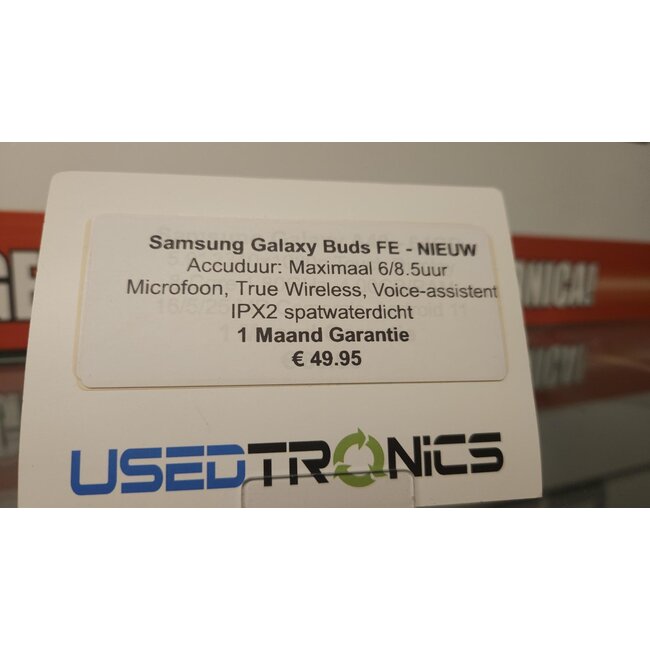 Samsung Galaxy Buds FE - NIEUW
Accuduur: Maximaal 6/8.5uur
Microfoon, True Wireless, Voice-assistent
IPX2 spatwaterdicht
1 Maand Garantie
€ 49.95
USEDTRONiCS